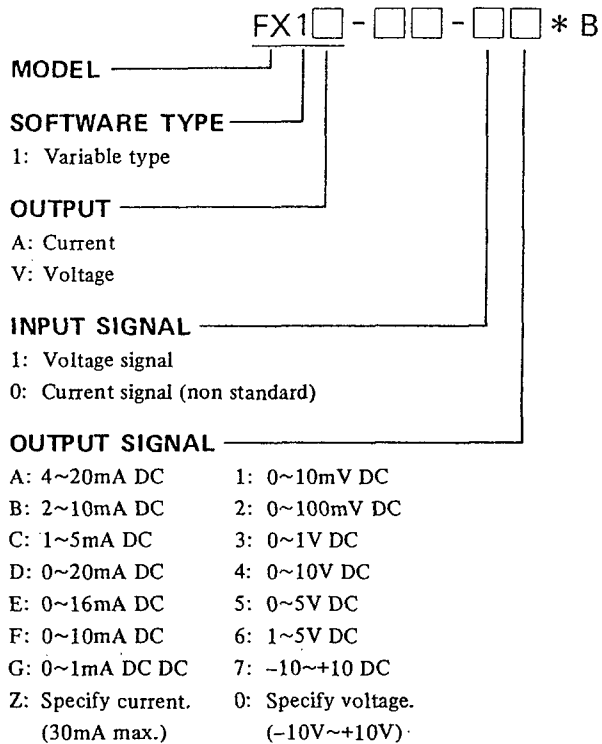 FX1□-□□-□□*B
MODEL
SOFTWARE TYPE
1: Variable type
OUTPUT
A: Current
V: Voltage
INPUT SIGNAL
1: Voltage signal
0: Current signal (non standard)
OUTPUT SIGNAL
A: 4~20mA DC 1: 0~10mV DC
B: 2~10mA DC 2: 0~100mV DC
C: 1~5mA DC 3: 0~1V DC
D: 0~20mA DC 4: 0~10V DC
E: 0~16mA DC 5: 0~5V DC
F: 0~10mA DC 6: 1~5V DC
G: 0~1mA DC DC 7: –10~+10 DC
Z: Specify current. 0: Specify voltage.
(30mA max.) (–10V~+10V)